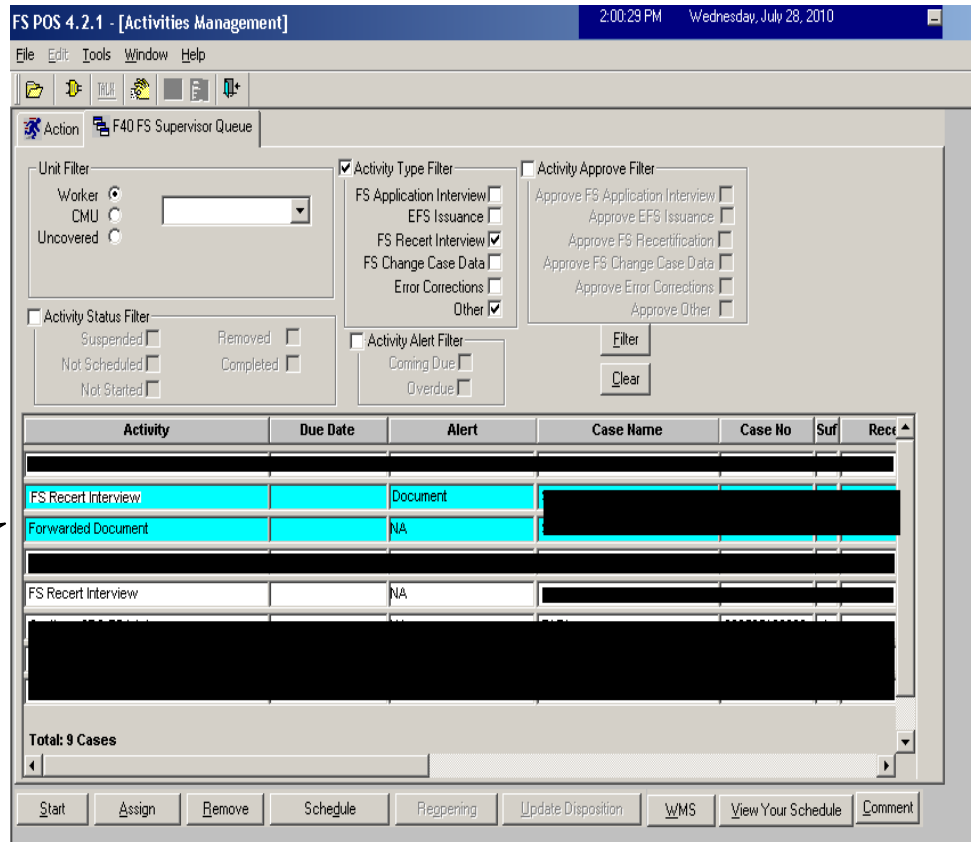 FS POS 4.2.1 - [Activities Management]
2:00:29 PM Wednesday, July 28, 2010
File Edit Tools Window Help
TALK
Action F40 FS Supervisor Queue
Unit Filter
Worker
CMU
Uncovered
Activity Type Filter
FS Application Interview
EFS Issuance
FS Recert Interview
FS Change Case Data
Error Corrections
Other
Activity Approve Filter
Approve FS Application Interview
Approve EFS Issuance
Approve FS Recertification
Approve FS Change Case Data
Approve Error Corrections
Approve Other
Activity Status Filter
Suspended Removed
Not Scheduled Completed
Not Started
Activity Alert Filter
Coming Due
Overdue
Filter
Clear
Activity Due Date Alert Case Name Case No Suf Rece
FS Recert Interview Document
Forwarded Document NA
FS Recert Interview NA
Total: 9 Cases
Start Assign Remove Schedule Reopening Update Disposition WMS View Your Schedule Comment